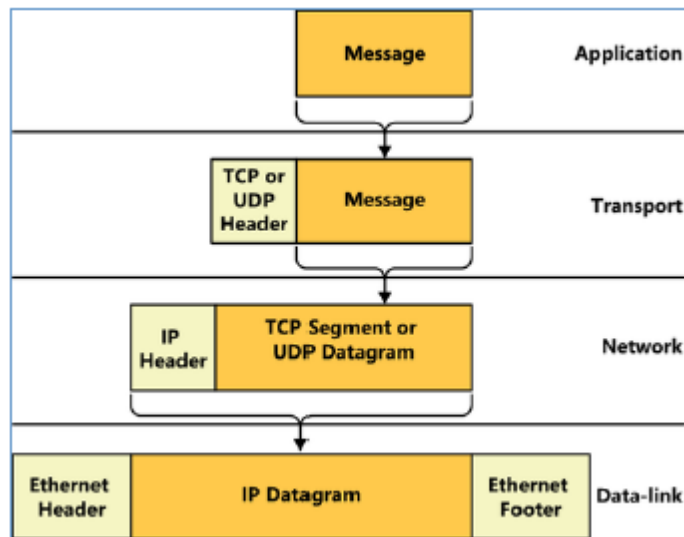 Message
Application
TCP or
UDP
Header
Message
Transport
IP
Header
TCP Segment or
UDP Datagram
Network
Ethernet
Header
IP Datagram
Ethernet
Footer
Data-link